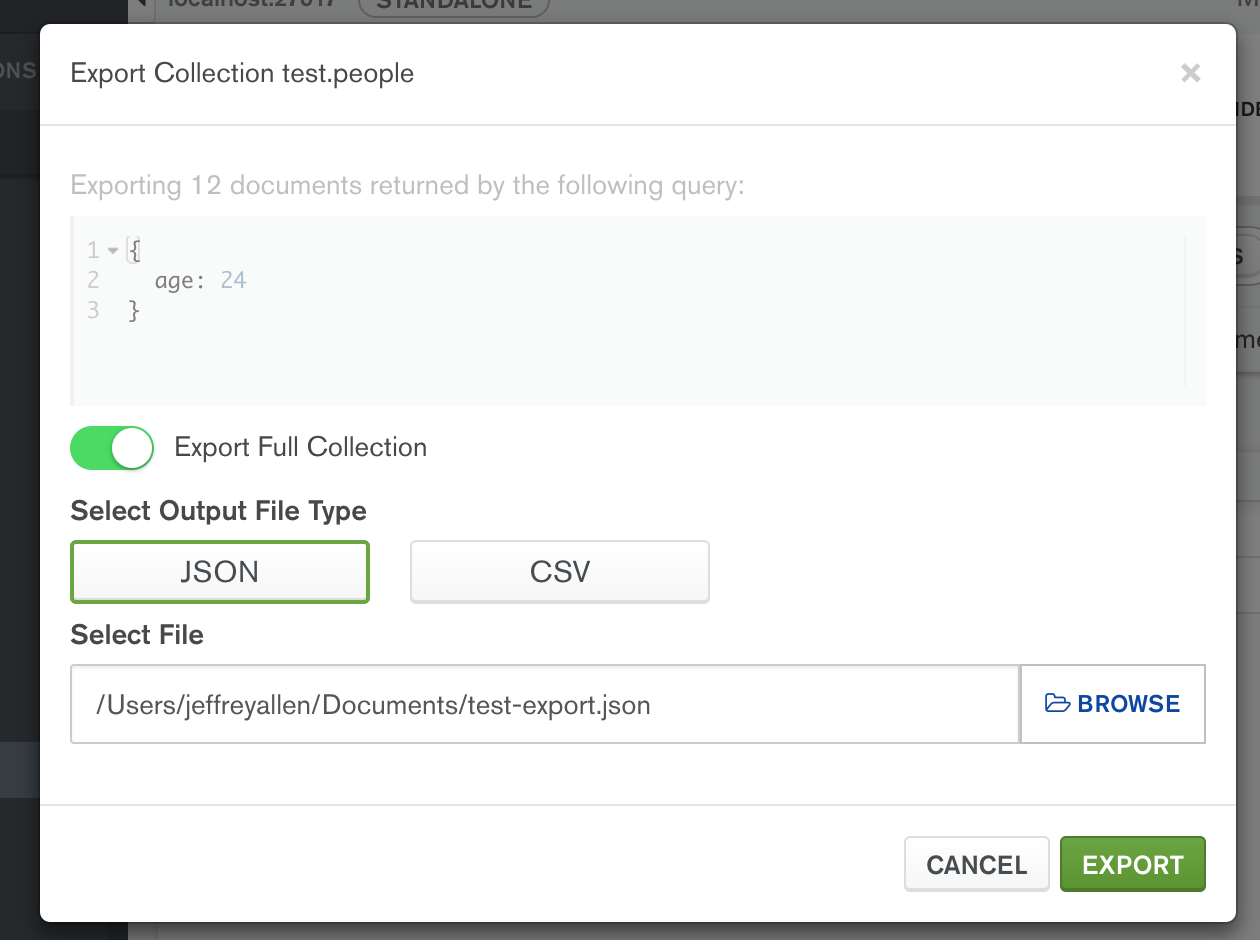 localhost:27017 STANDALONE
ONS
Export Collection test.people ×
Exporting 12 documents returned by the following query:
1 {
2 age: 24
3 }
Export Full Collection
Select Output File Type
JSON CSV
Select File
/Users/jeffreyallen/Documents/test-export.json BROWSE
CANCEL EXPORT